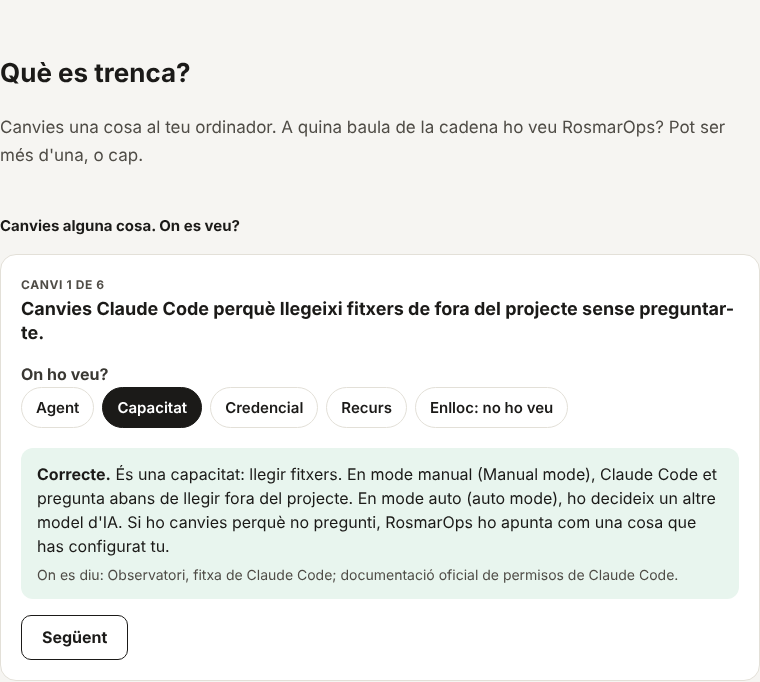 Què es trenca?
Canvies una cosa al teu ordinador. A quina baula de la cadena ho veu RosmarOps? Pot ser
més d'una, o cap.
Canvies alguna cosa. On es veu?
CANVI 1 DE 6
Canvies Claude Code perquè llegeixi fitxers de fora del projecte sense preguntar-
te.
On ho veu?
Agent Capacitat Credencial Recurs Enlloc: no ho veu
Correcte. És una capacitat: llegir fitxers. En mode manual (Manual mode), Claude Code et
pregunta abans de llegir fora del projecte. En mode auto (auto mode), ho decideix un altre
model d'IA. Si ho canvies perquè no pregunti, RosmarOps ho apunta com una cosa que
has configurat tu.
On es diu: Observatori, fitxa de Claude Code; documentació oficial de permisos de Claude Code.
Següent